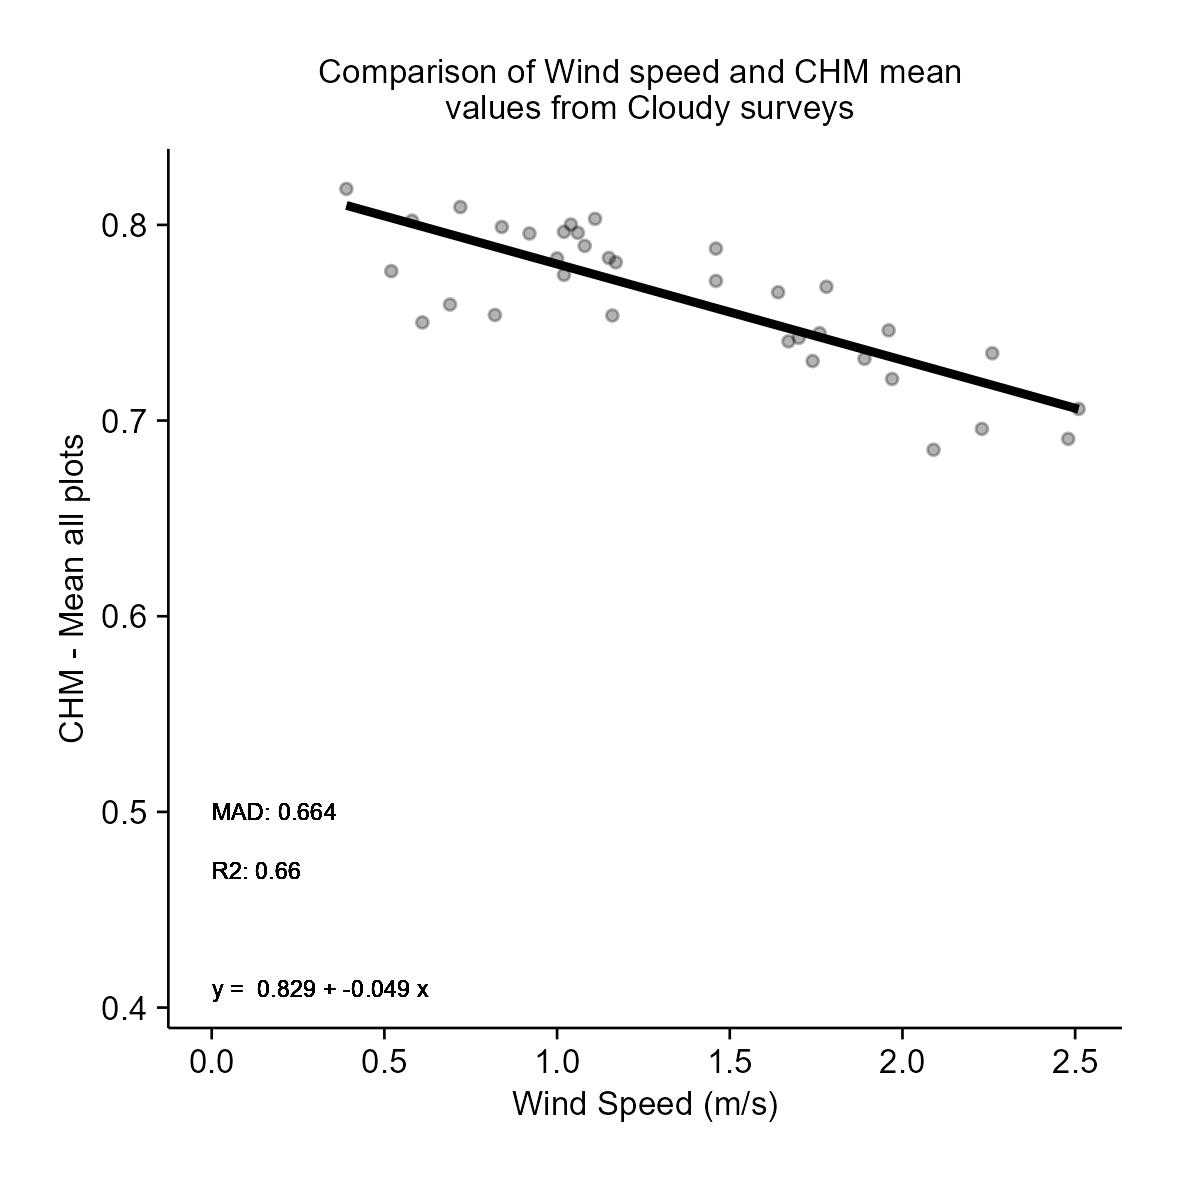 Comparison of Wind speed and CHM mean
values from Cloudy surveys
CHM - Mean all plots
0.8
0.7
0.6
0.5
0.4
MAD: 0.664
R2: 0.66
y =  0.829 + -0.049 x
0.0 0.5 1.0 1.5 2.0 2.5
Wind Speed (m/s)